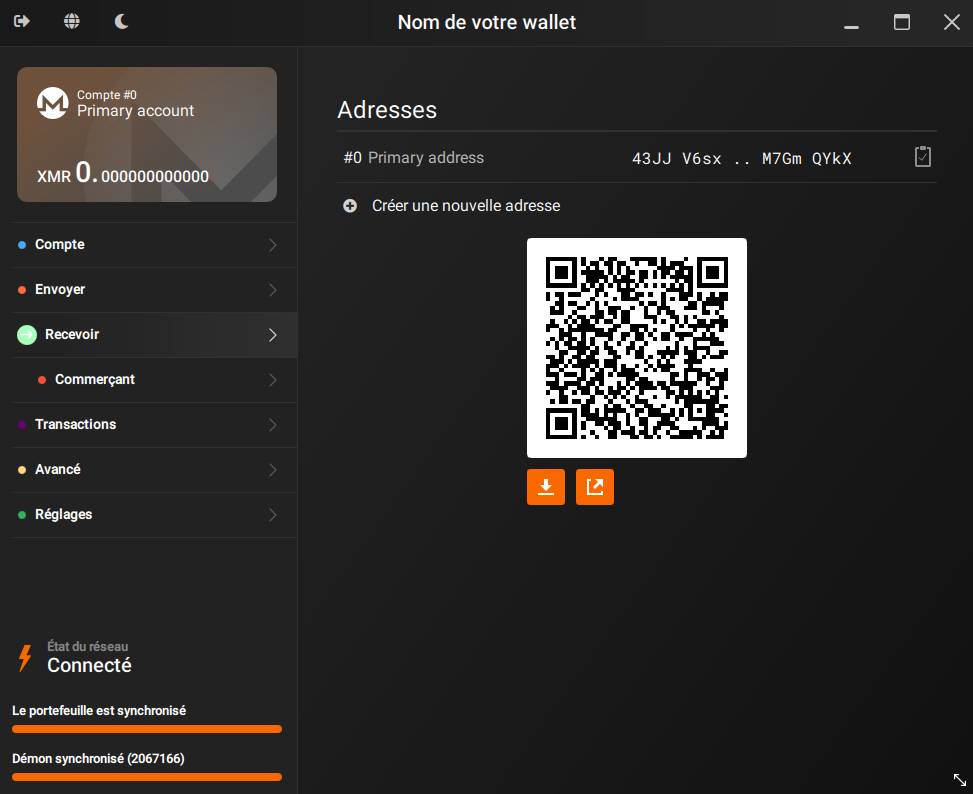 Nom de votre wallet
Compte #0
Primary account
XMR 0.000000000000
Compte
Envoyer
Recevoir
Commerçant
Transactions
Avancé
Réglages
État du réseau
Connecté
Le portefeuille est synchronisé
Démon synchronisé (2067166)
Adresses
#0 Primary address 43JJ V6sx .. M7Gm QYkX
Créer une nouvelle adresse